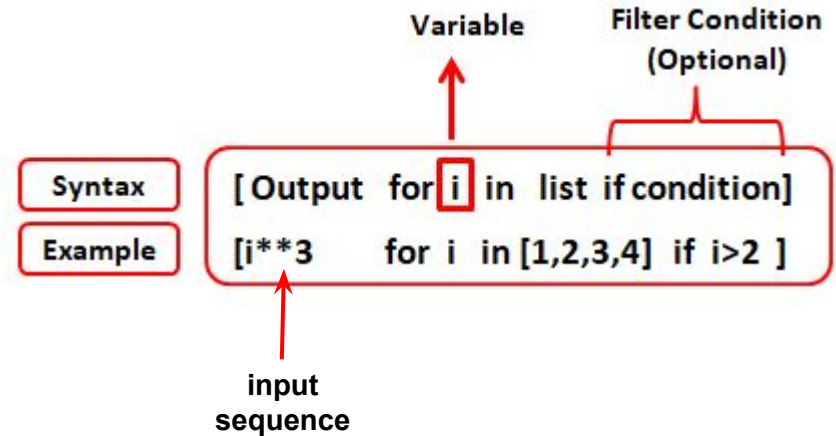 Variable
Filter Condition
(Optional)
Syntax
[ Output for i in list if condition]
Example
[i**3 for i in [1,2,3,4] if i>2 ]
input
sequence